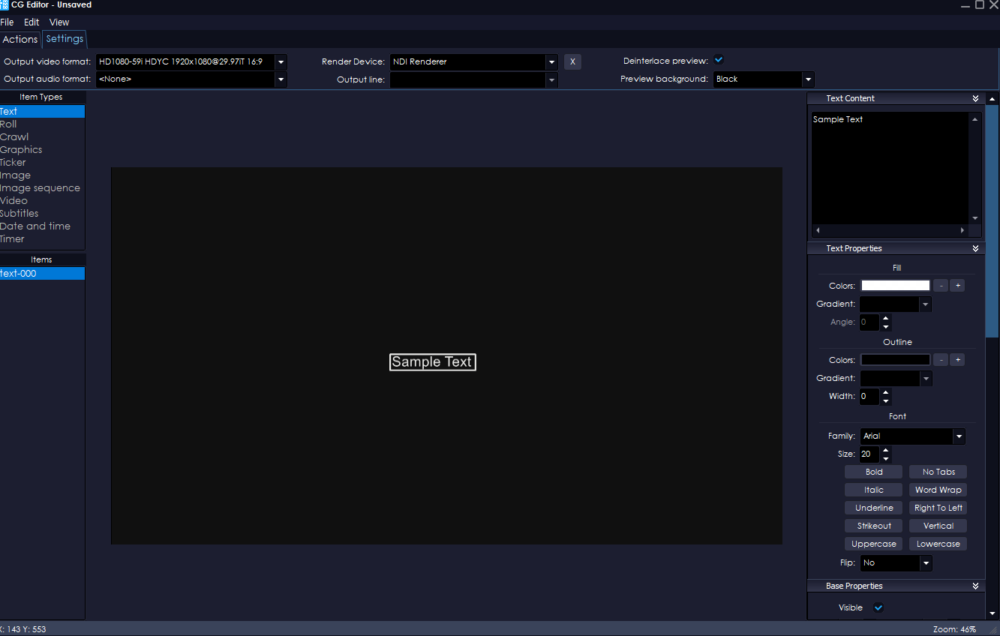 CG Editor - Unsaved
File Edit View
Actions Settings
Output video format: HD1080-59i HDYC 1920x1080@29.97iT 16:9 Render Device: NDI Renderer X Deinterlace preview:
Output audio format: <None> Output line: Preview background: Black
Item Types
Text
Roll
Crawl
Graphics
Ticker
Image
Image sequence
Video
Subtitles
Date and time
Timer
Items
text-000
Sample Text
Text Content
Sample Text
Text Properties
Fill
Colors: - +
Gradient:
Angle: 0
Outline
Colors: - +
Gradient:
Width: 0
Font
Family: Arial
Size: 20
Bold No Tabs
Italic Word Wrap
Underline Right To Left
Strikeout Vertical
Uppercase Lowercase
Flip: No
Base Properties
Visible
X: 143 Y: 553 Zoom: 46%